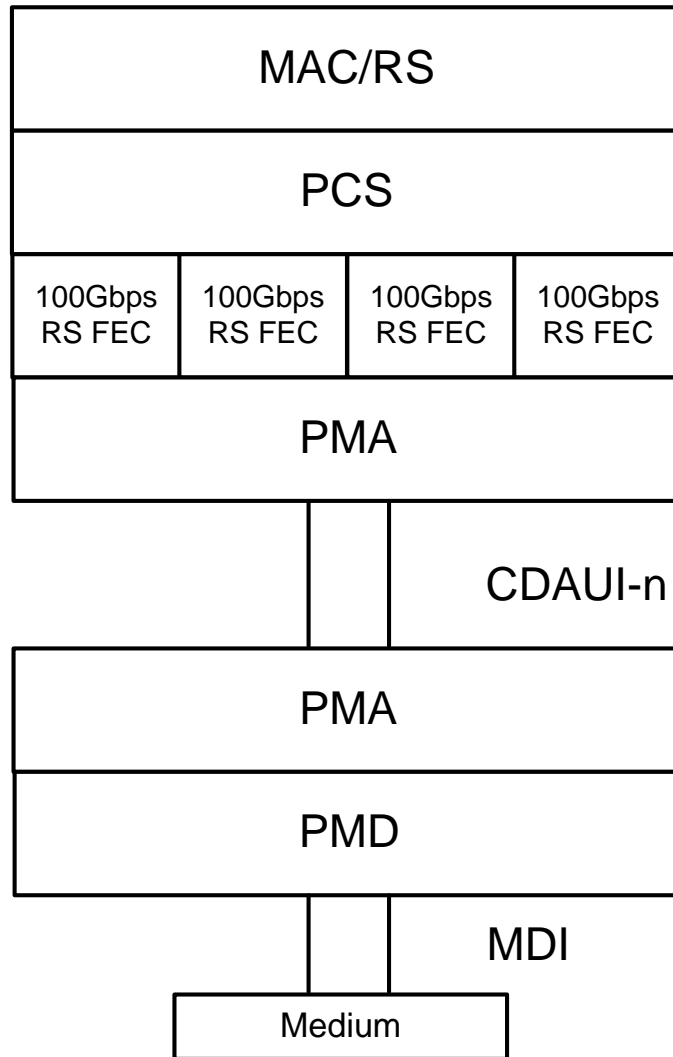 MAC/RS
PCS
100Gbps 100Gbps 100Gbps 100Gbps
RS FEC RS FEC RS FEC RS FEC
PMA
CDAUI-n
PMA
PMD
MDI
Medium